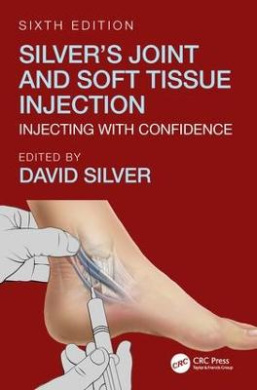 SIXTH EDITION
SILVER'S JOINT
AND SOFT TISSUE
INJECTION
INJECTING WITH CONFIDENCE
EDITED BY
DAVID SILVER
CRC
CRC Press
Taylor & Francis Group